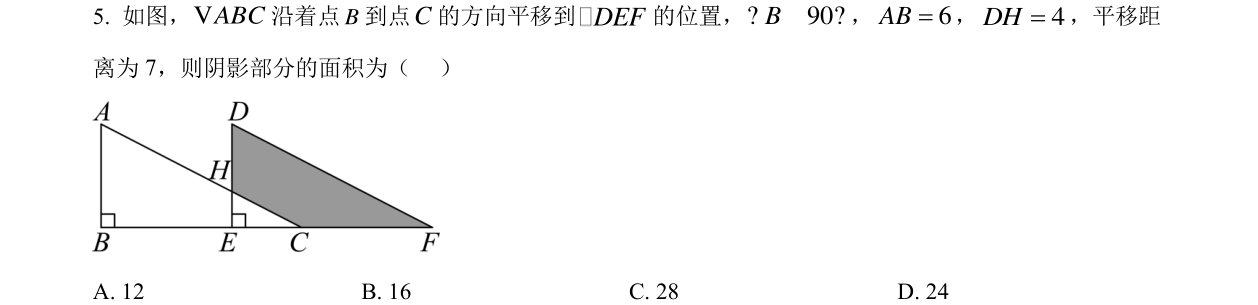 5. 如图，VABC 沿着点 B 到点 C 的方向平移到□DEF 的位置，? B 90?，AB = 6，DH = 4，平移距
离为 7，则阴影部分的面积为（ ）
A
D
H
B
E
C
F
A. 12 B. 16 C. 28 D. 24